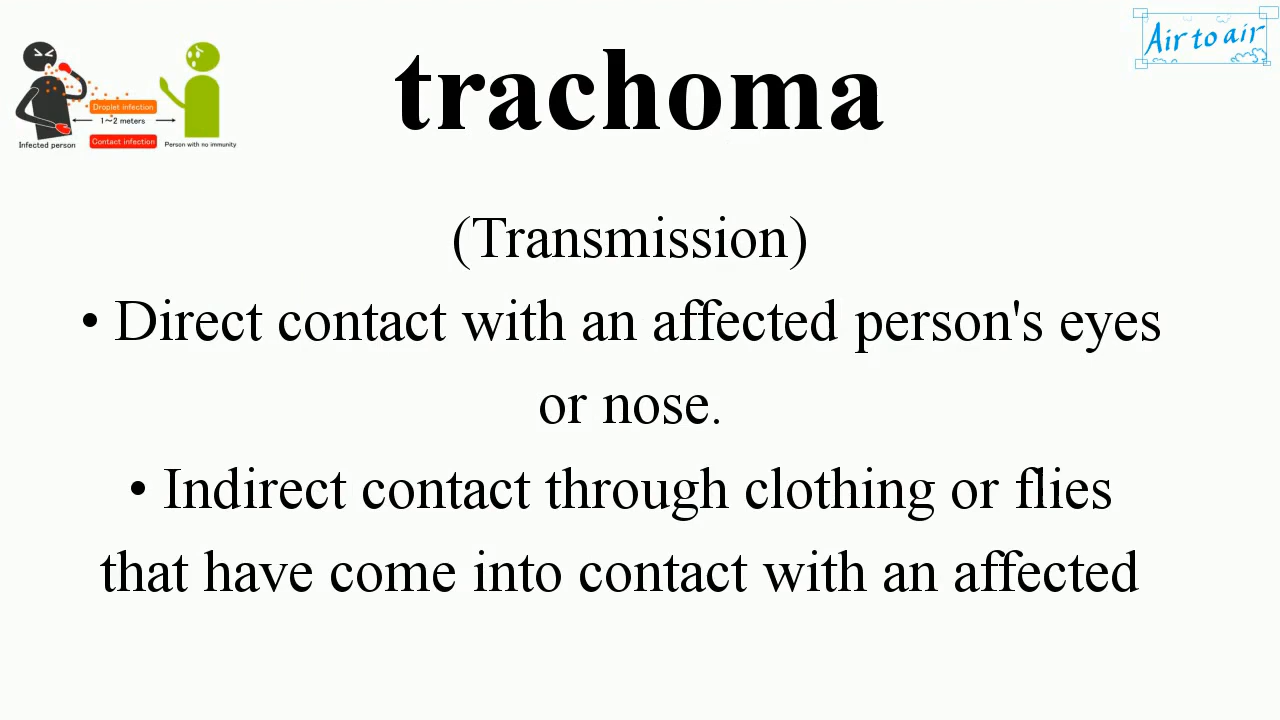 Air to air
trachoma
Droplet infection
1~2 meters
Contact infection
Infected person
Person with no immunity
(Transmission)
• Direct contact with an affected person's eyes
or nose.
• Indirect contact through clothing or flies
that have come into contact with an affected